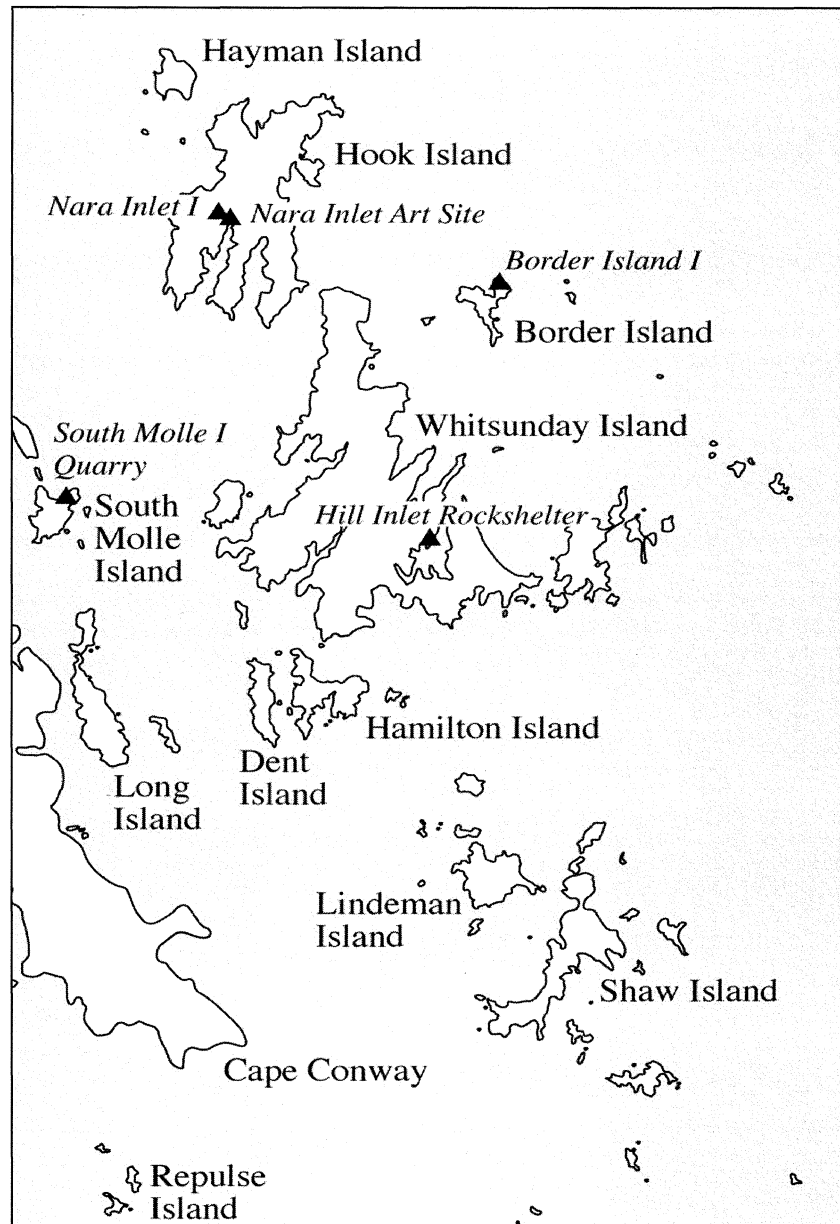 Hayman Island
Hook Island
Nara Inlet I
Nara Inlet Art Site
Border Island I
Border Island
Whitsunday Island
South Molle I
Quarry
South
Molle
Island
Hill Inlet Rockshelter
Hamilton Island
Dent
Island
Long
Island
Lindeman
Island
Shaw Island
Cape Conway
Repulse
Island